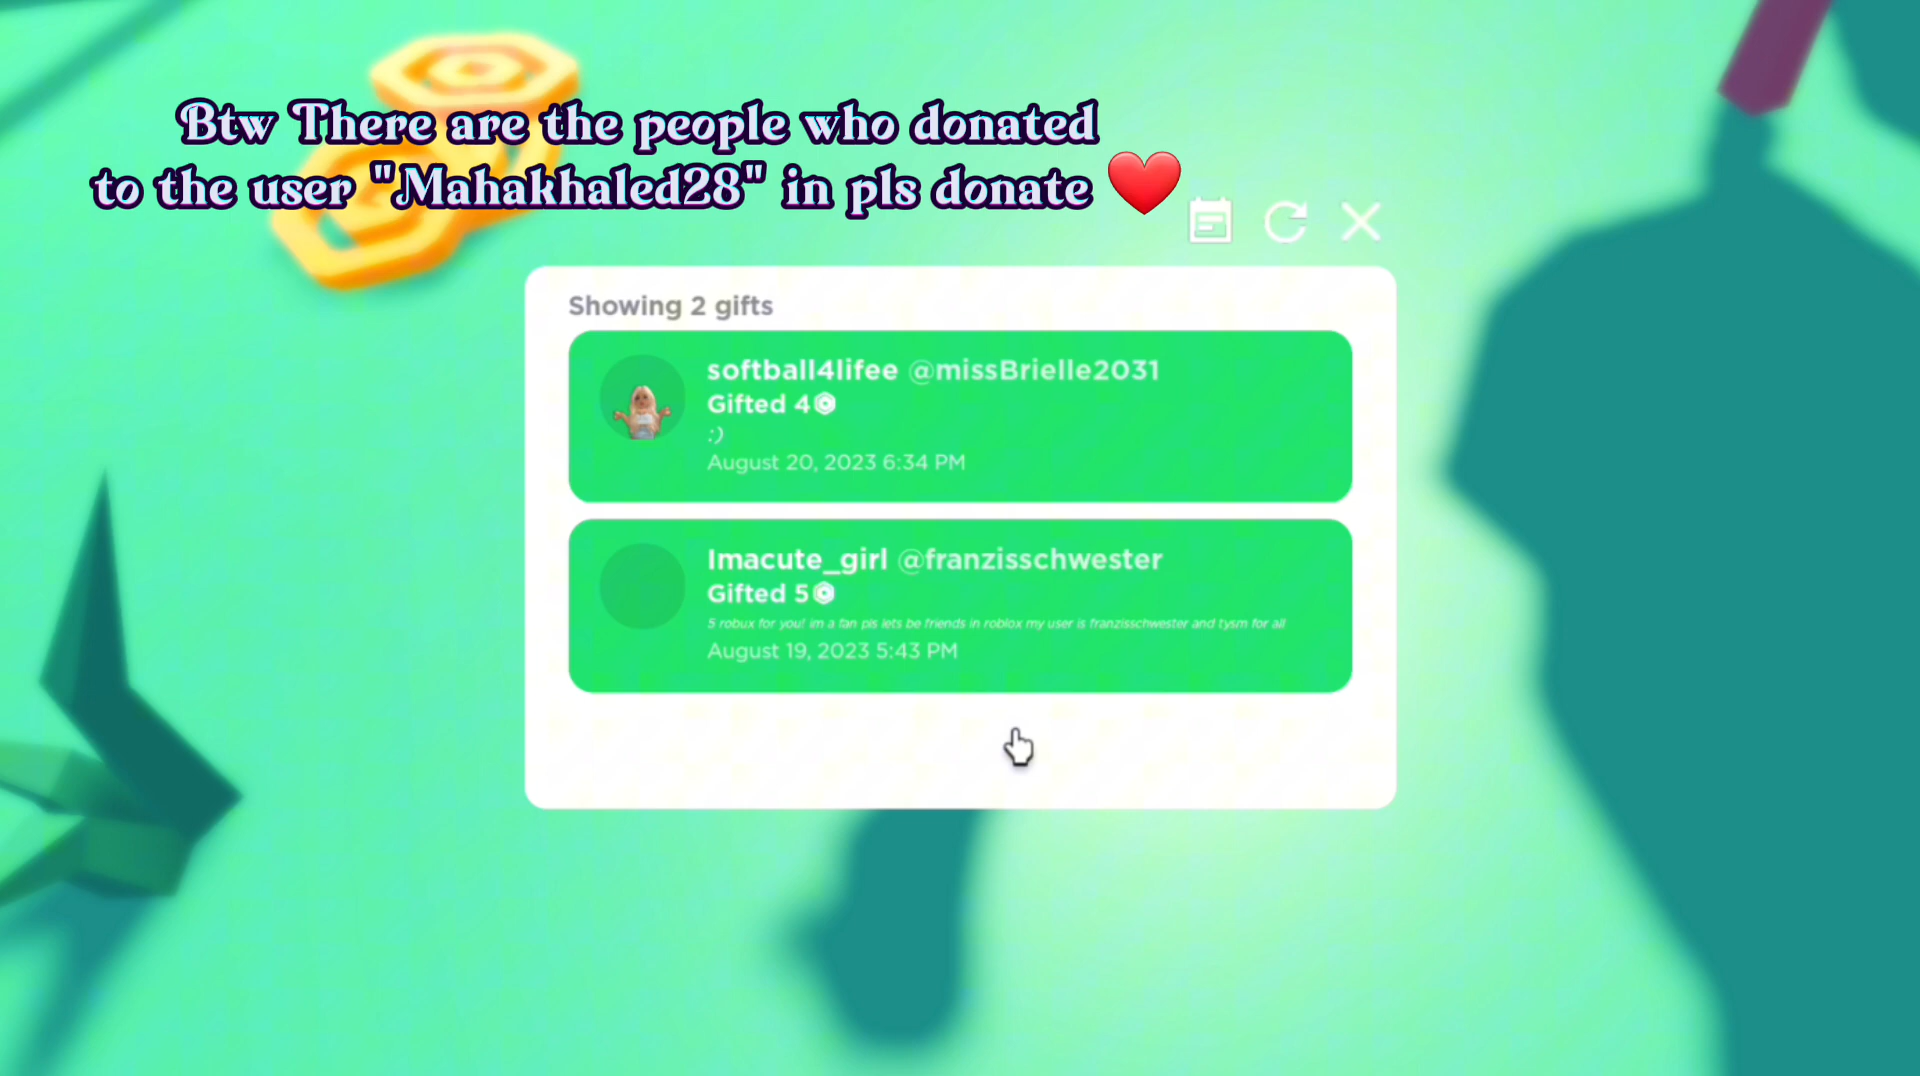 Btw There are the people who donated
to the user "Mahakhaled28" in pls donate ❤️
Showing 2 gifts
softball4lifee @missBrielle2031
Gifted 4
:)
August 20, 2023 6:34 PM
Imacute_girl @franzisschwester
Gifted 5
5 robux for you! im a fan pls lets be friends in roblox my user is franzisschwester and tysm for all
August 19, 2023 5:43 PM